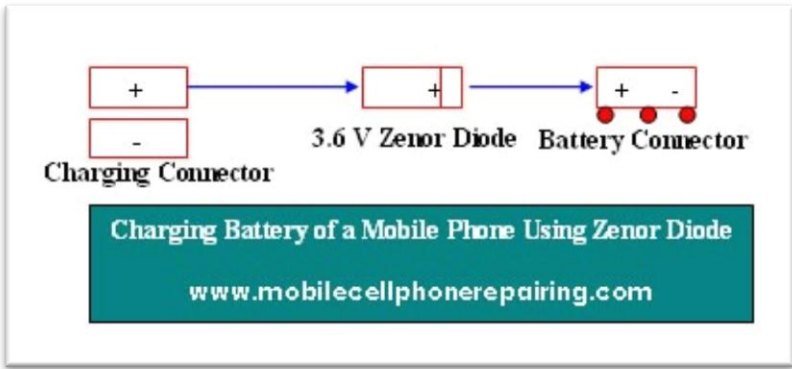 +
-
Charging Connector
+
3.6 V Zenor Diode
+ -
Battery Connector
Charging Battery of a Mobile Phone Using Zenor Diode
www.mobilecellphonerepairing.com